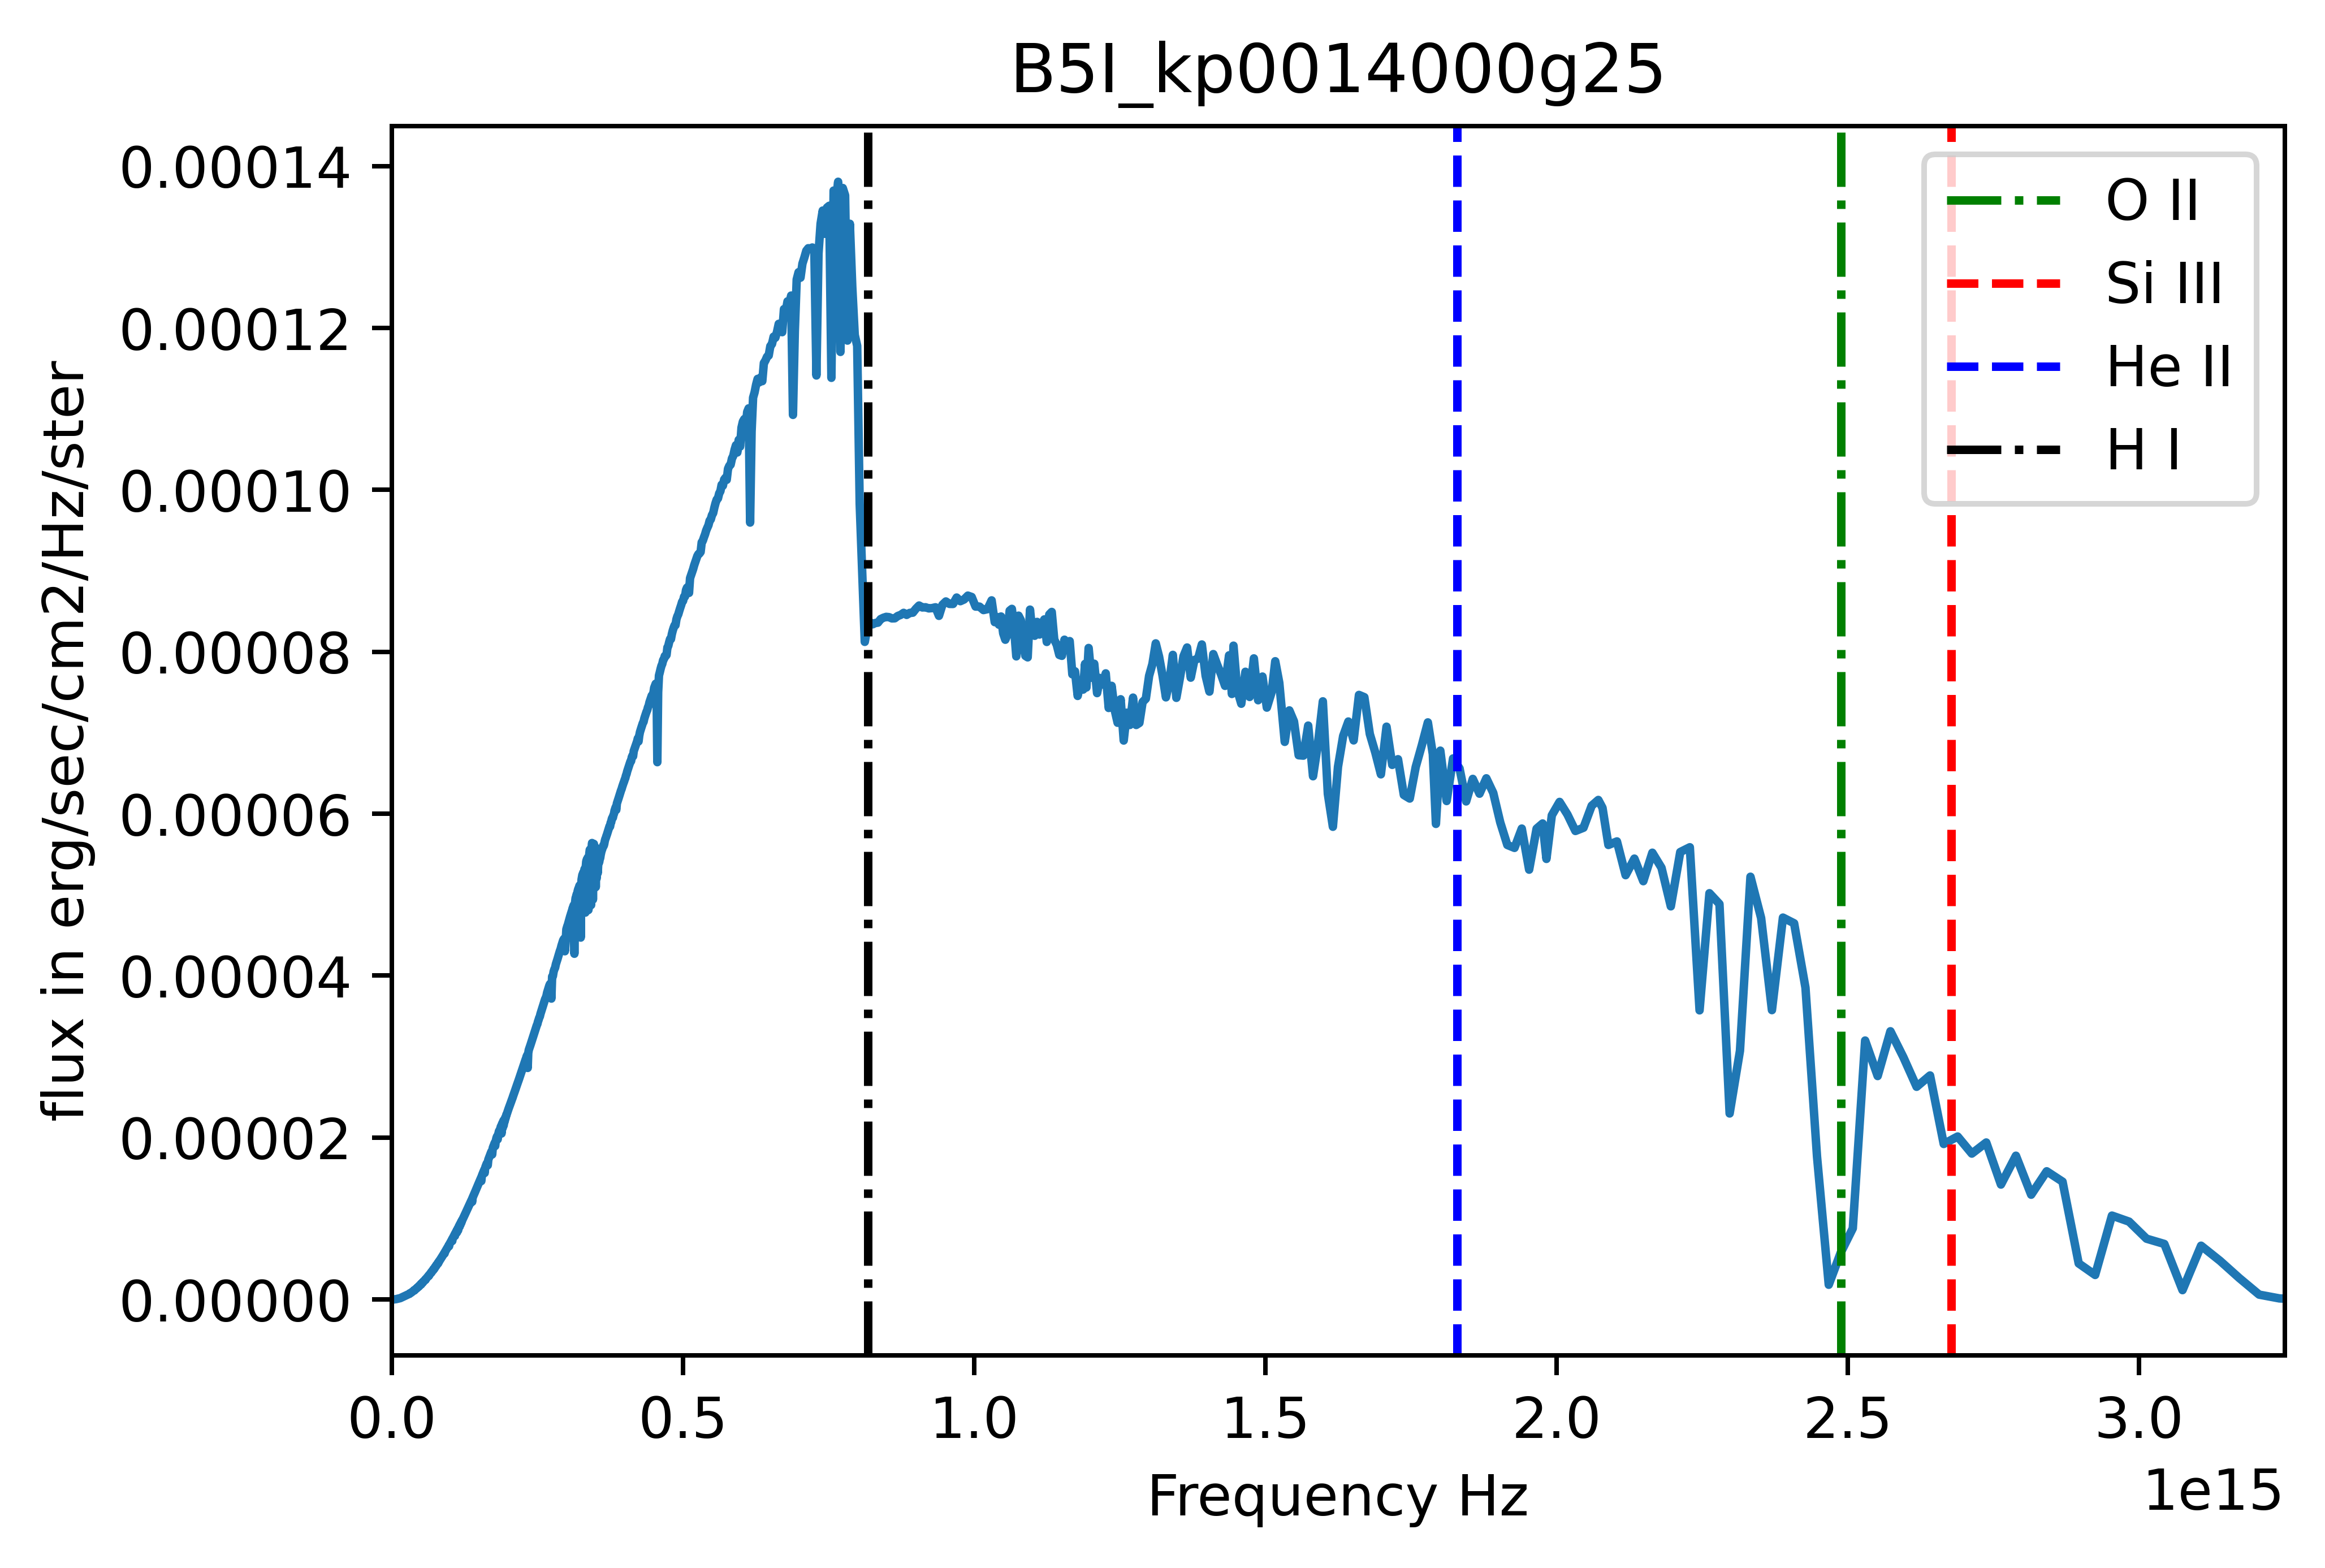 B5I_kp0014000g25
flux in erg/sec/cm2/Hz/ster
0.00014
0.00012
0.00010
0.00008
0.00006
0.00004
0.00002
0.00000
O II
Si III
He II
H I
0.0 0.5 1.0 1.5 2.0 2.5 3.0
1e15
Frequency Hz